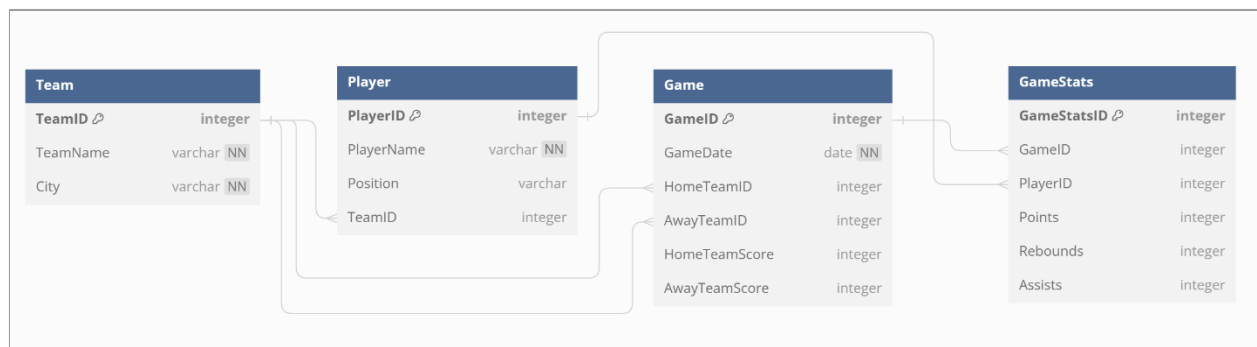 Team
TeamID integer
TeamName varchar NN
City varchar NN
Player
PlayerID integer
PlayerName varchar NN
Position varchar
TeamID integer
Game
GameID integer
GameDate date NN
HomeTeamID integer
AwayTeamID integer
HomeTeamScore integer
AwayTeamScore integer
GameStats
GameStatsID integer
GameID integer
PlayerID integer
Points integer
Rebounds integer
Assists integer